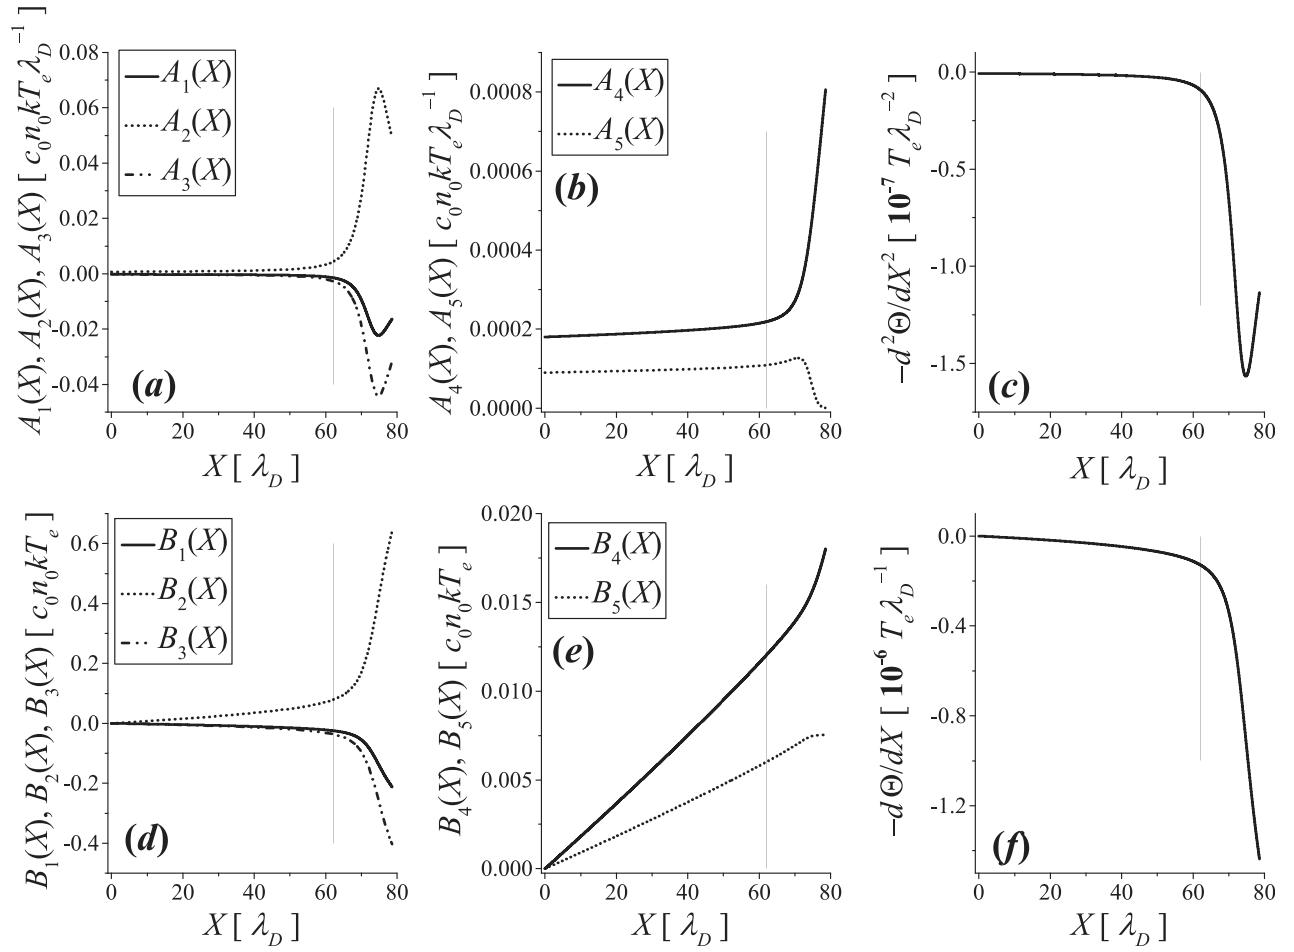 A1(X), A2(X), A3(X) [ c0n0kTeλD^−1]
0.08
0.06
0.04
0.02
0.00
-0.02
-0.04
A1(X)
A2(X)
A3(X)
(a)
0 20 40 60 80
X [ λD]
A4(X), A5(X) [ c0n0kTeλD^−1]
0.0008
0.0006
0.0004
0.0002
0.0000
A4(X)
A5(X)
(b)
0 20 40 60 80
X [ λD]
−d²Θ/dX² [ 10^-7 TeλD^−2]
0.0
-0.5
-1.0
-1.5
(c)
0 20 40 60 80
X [ λD]
B1(X), B2(X), B3(X) [ c0n0kTe]
0.6
0.4
0.2
0.0
-0.2
-0.4
B1(X)
B2(X)
B3(X)
(d)
0 20 40 60 80
X [ λD]
B4(X), B5(X) [ c0n0kTe]
0.020
0.015
0.010
0.005
0.000
B4(X)
B5(X)
(e)
0 20 40 60 80
X [ λD]
−dΘ/dX [ 10^-6 TeλD^−1]
0.0
-0.4
-0.8
-1.2
(f)
0 20 40 60 80
X [ λD]